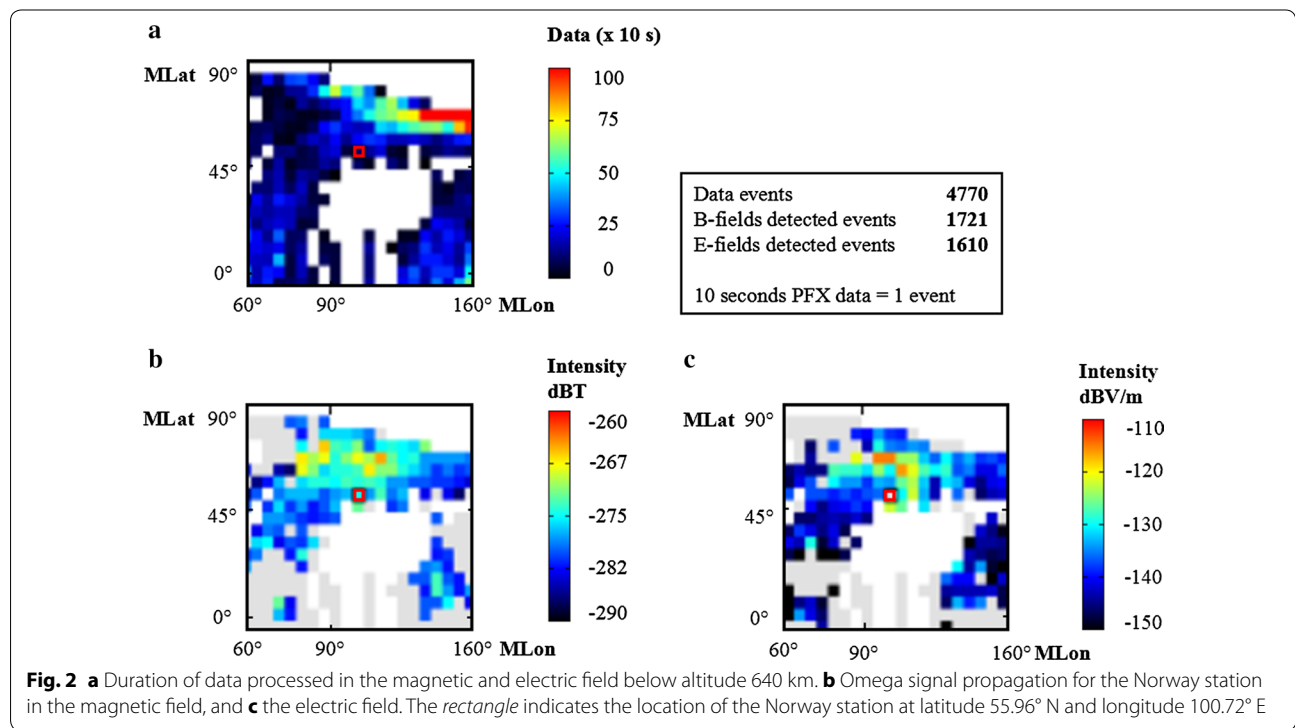 a
Data (x 10 s)
MLat 90°
45°
0°
60° 90° 160° MLon
100
75
50
25
0
Data events 4770
B-fields detected events 1721
E-fields detected events 1610
10 seconds PFX data = 1 event
b
Intensity
dBT
MLat 90°
45°
0°
60° 90° 160° MLon
-260
-267
-275
-282
-290
c
Intensity
dBV/m
MLat 90°
45°
0°
60° 90° 160° MLon
-110
-120
-130
-140
-150
Fig. 2 a Duration of data processed in the magnetic and electric field below altitude 640 km. b Omega signal propagation for the Norway station
in the magnetic field, and c the electric field. The rectangle indicates the location of the Norway station at latitude 55.96° N and longitude 100.72° E